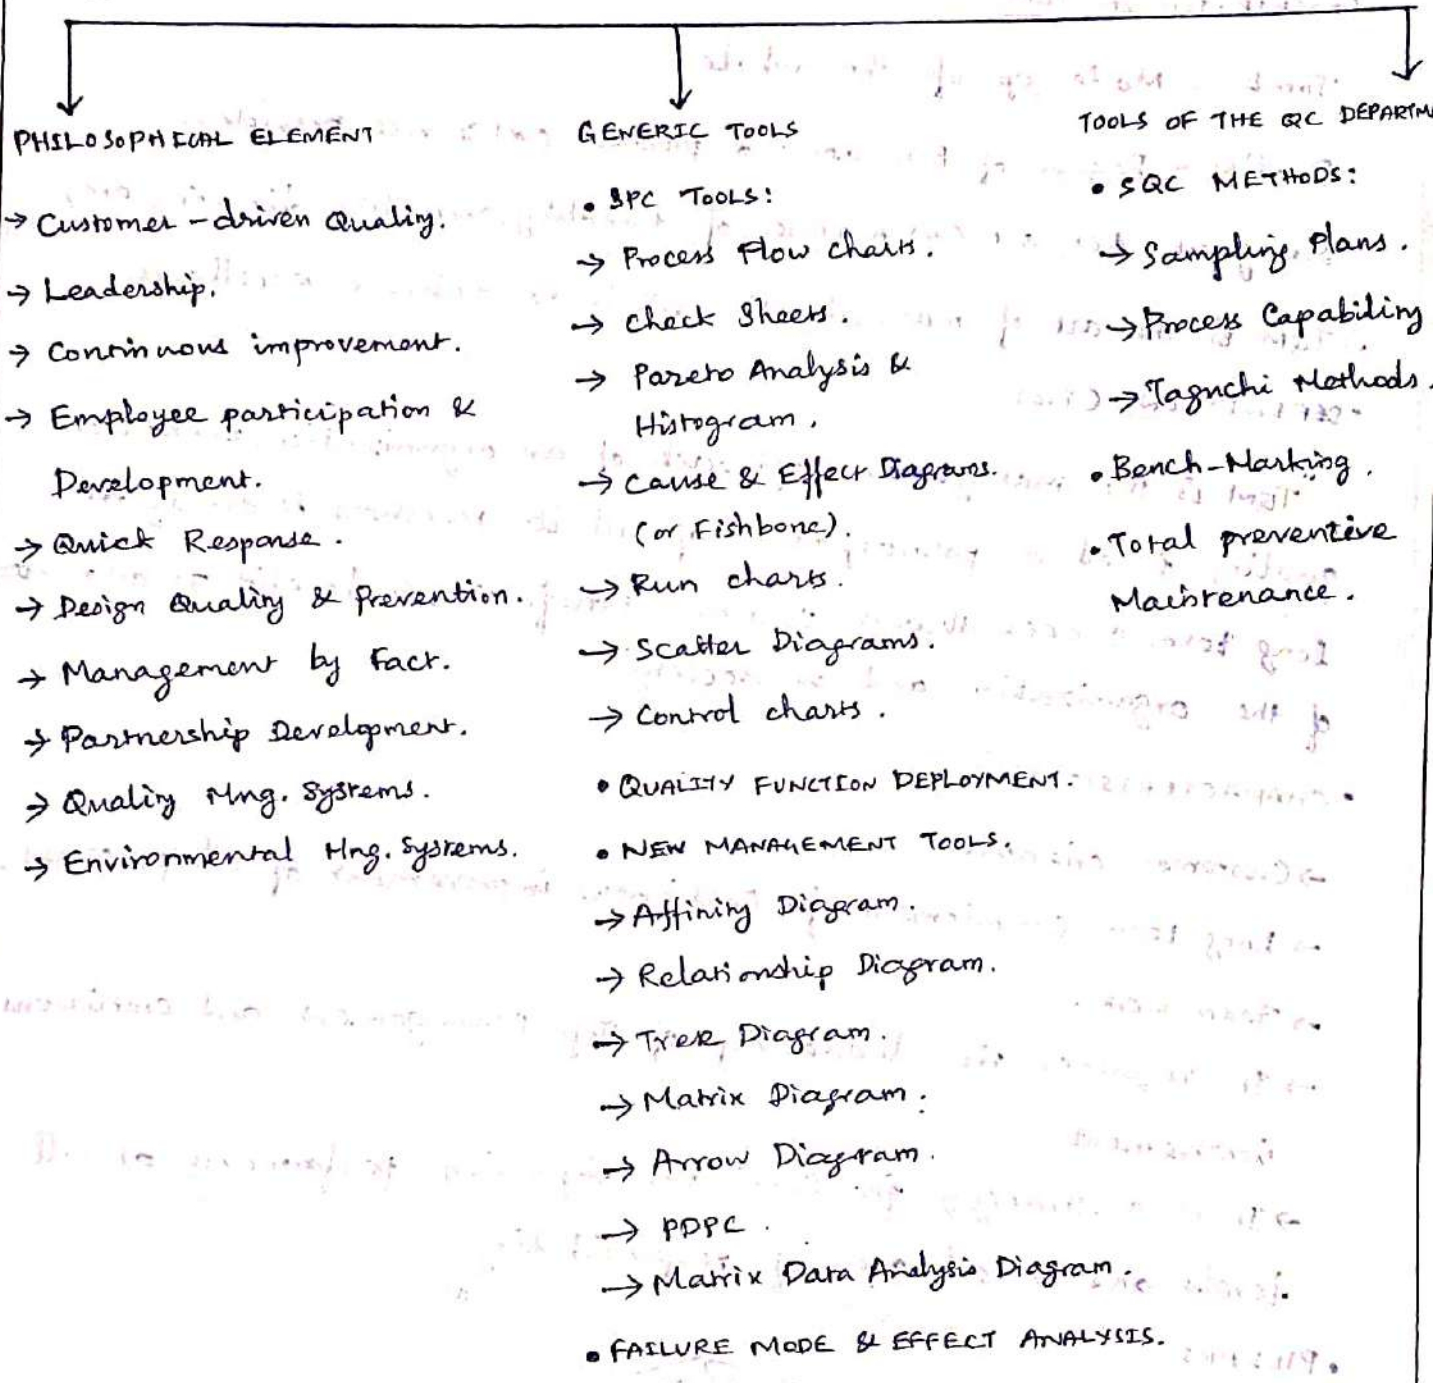 PHILOSOPHICAL ELEMENT
→ Customer-driven Quality.
→ Leadership.
→ Continuous improvement.
→ Employee participation &
Development.
→ Quick Response.
→ Design Quality & Prevention.
→ Management by Fact.
→ Partnership Development.
→ Quality Mng. Systems.
→ Environmental Mng. Systems.
GENERIC TOOLS
• SPC TOOLS:
→ Process Flow charts.
→ Check Sheets.
→ Pareto Analysis &
Histogram.
→ Cause & Effect Diagrams.
(or Fishbone).
→ Run charts.
→ Scatter Diagrams.
→ Control charts.
• QUALITY FUNCTION DEPLOYMENT.
• NEW MANAGEMENT TOOLS.
→ Affinity Diagram.
→ Relationship Diagram.
→ Tree Diagram.
→ Matrix Diagram.
→ Arrow Diagram.
→ PDPC.
→ Matrix Data Analysis Diagram.
• FAILURE MODE & EFFECT ANALYSIS.
TOOLS OF THE QC DEPARTM
• SQC METHODS:
→ Sampling Plans.
→ Process Capability
→ Taguchi Methods.
• Bench-Marking.
• Total preventive
Maintenance.